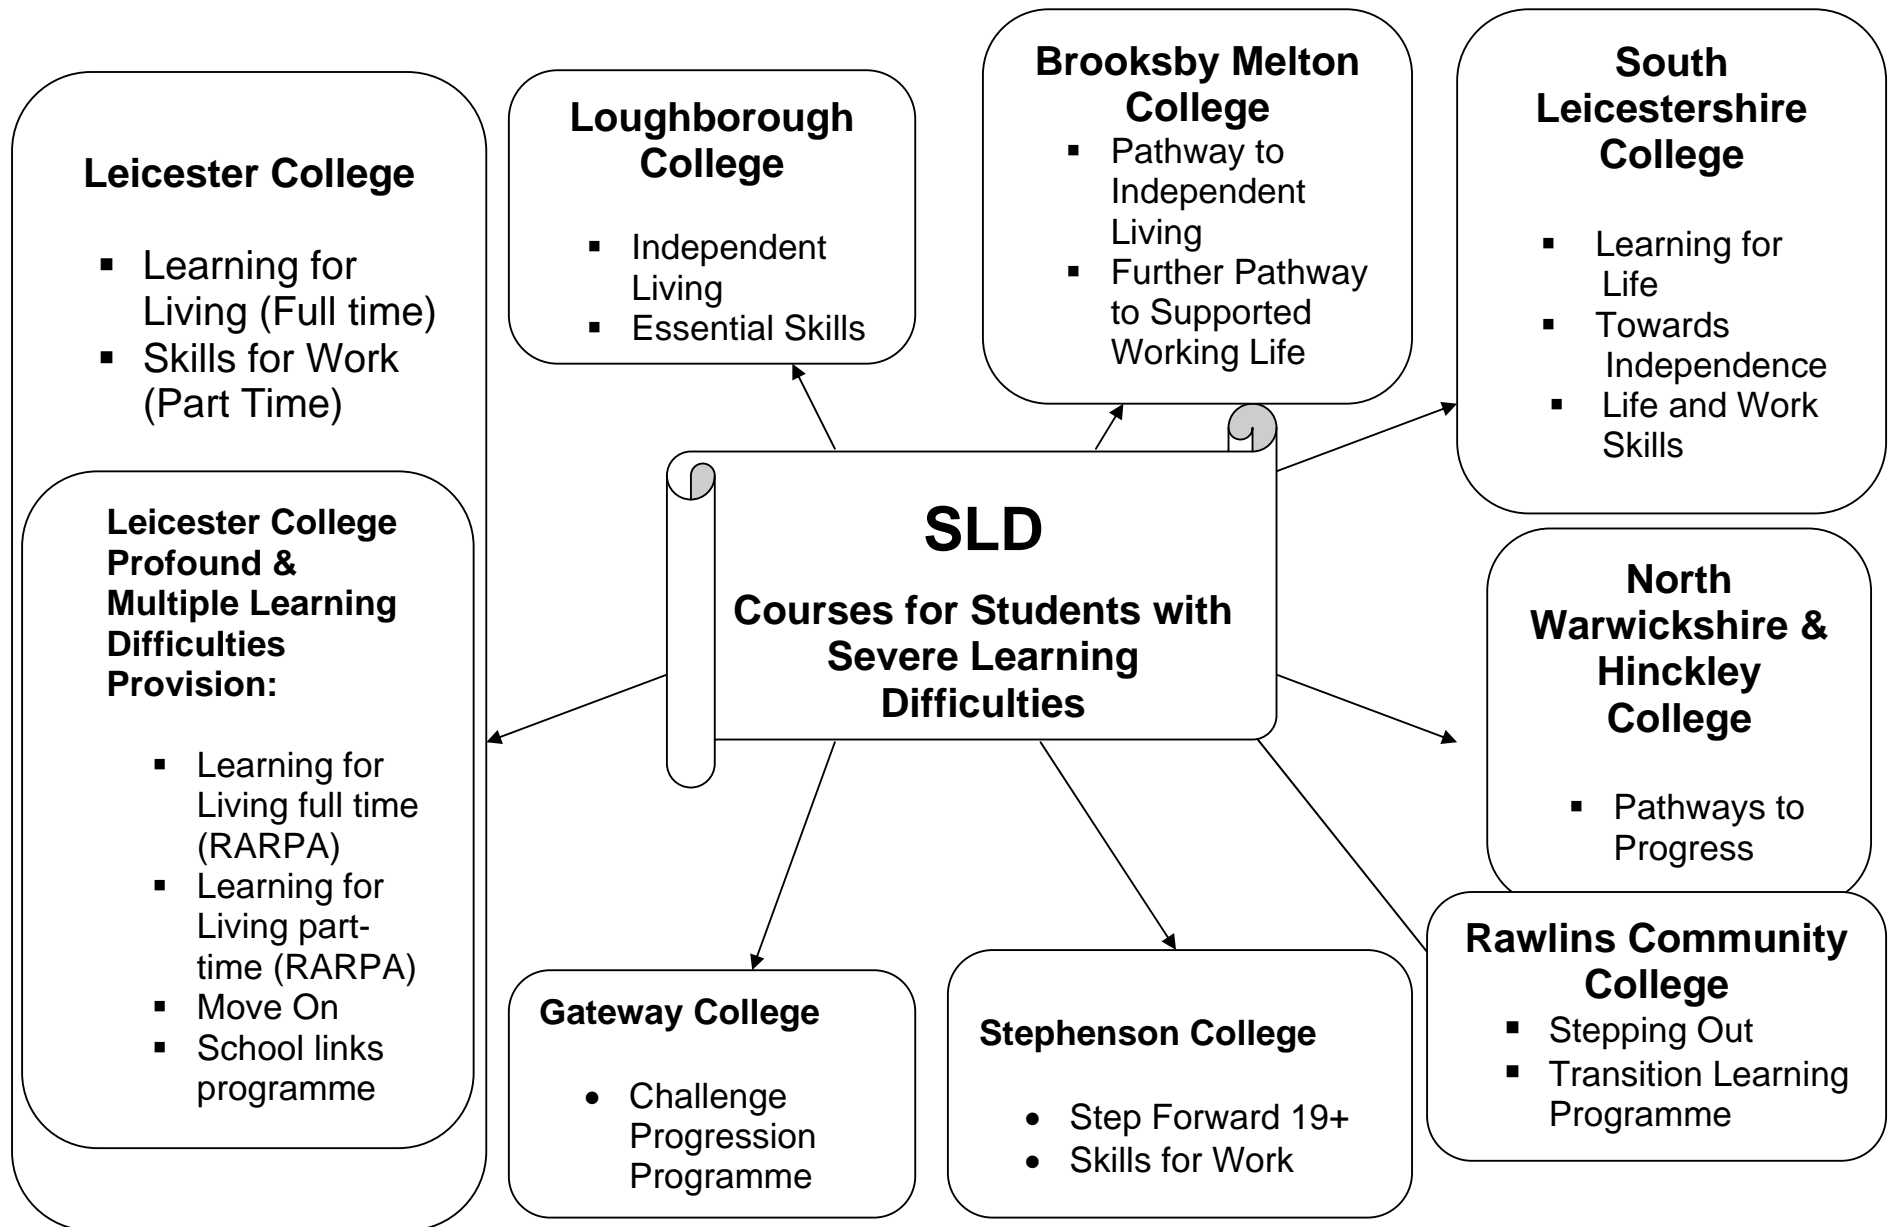 Leicester College
▪ Learning for
Living (Full time)
▪ Skills for Work
(Part Time)
Leicester College
Profound &
Multiple Learning
Difficulties
Provision:
▪ Learning for
Living full time
(RARPA)
▪ Learning for
Living part-
time (RARPA)
▪ Move On
▪ School links
programme
Loughborough
College
▪ Independent
Living
▪ Essential Skills
Brooksby Melton
College
▪ Pathway to
Independent
Living
▪ Further Pathway
to Supported
Working Life
South
Leicestershire
College
▪ Learning for
Life
▪ Towards
Independence
▪ Life and Work
Skills
SLD
Courses for Students with
Severe Learning
Difficulties
North
Warwickshire &
Hinckley
College
▪ Pathways to
Progress
Rawlins Community
College
▪ Stepping Out
▪ Transition Learning
Programme
Gateway College
• Challenge
Progression
Programme
Stephenson College
• Step Forward 19+
• Skills for Work